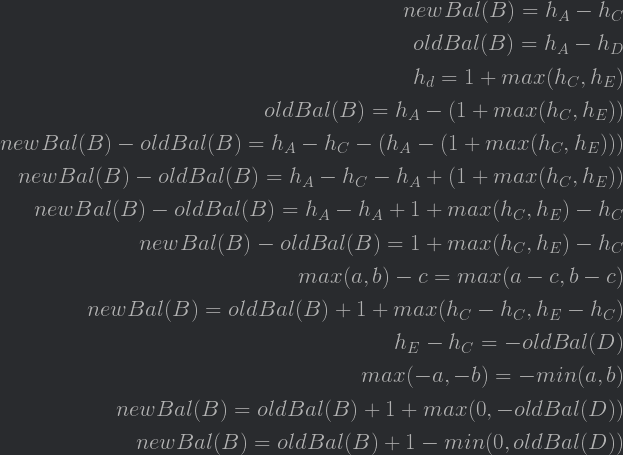 newBal(B) = h_A − h_C
oldBal(B) = h_A − h_D
h_d = 1 + max(h_C, h_E)
oldBal(B) = h_A − (1 + max(h_C, h_E))
newBal(B) − oldBal(B) = h_A − h_C − (h_A − (1 + max(h_C, h_E)))
newBal(B) − oldBal(B) = h_A − h_C − h_A + (1 + max(h_C, h_E))
newBal(B) − oldBal(B) = h_A − h_A + 1 + max(h_C, h_E) − h_C
newBal(B) − oldBal(B) = 1 + max(h_C, h_E) − h_C
max(a, b) − c = max(a − c, b − c)
newBal(B) = oldBal(B) + 1 + max(h_C − h_C, h_E − h_C)
h_E − h_C = −oldBal(D)
max(−a, −b) = −min(a, b)
newBal(B) = oldBal(B) + 1 + max(0, −oldBal(D))
newBal(B) = oldBal(B) + 1 − min(0, oldBal(D))